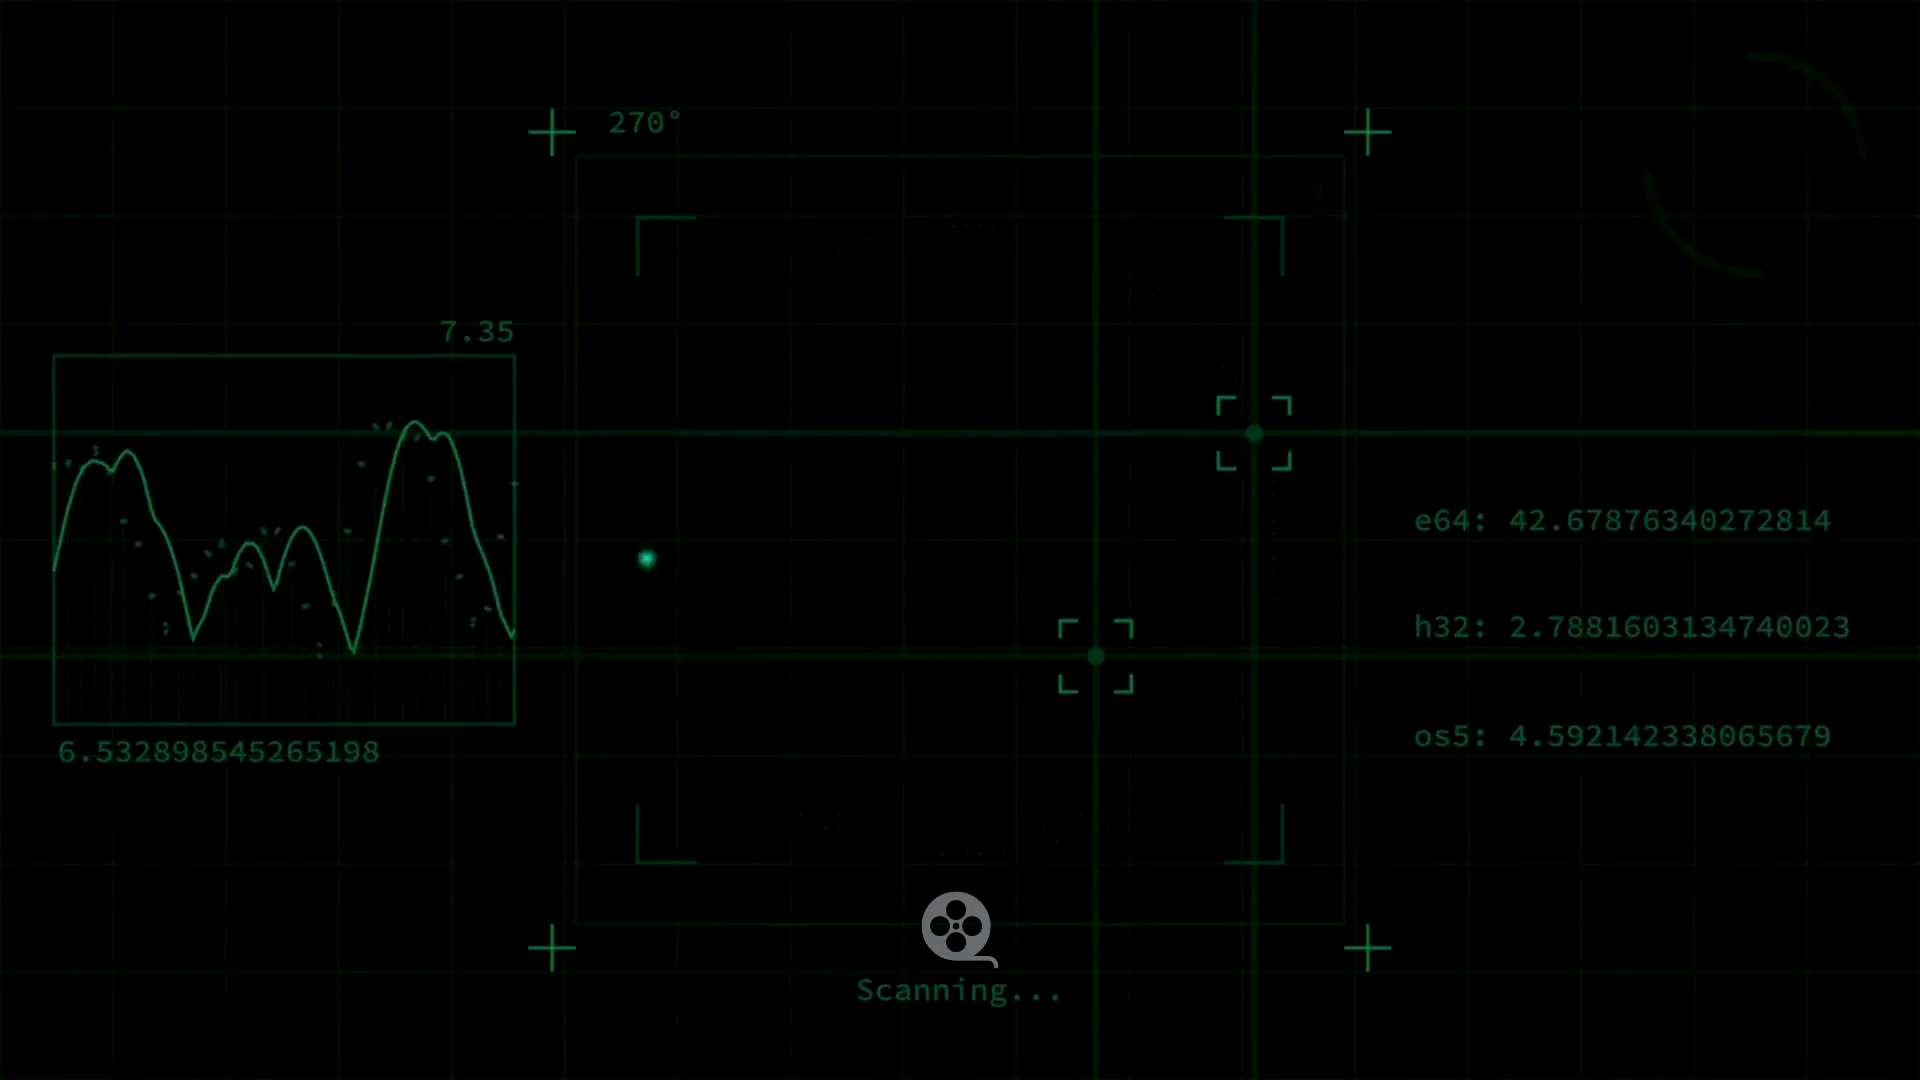 270°
7.35
e64: 42.67876340272814
h32: 2.7881603134740023
os5: 4.592142338065679
6.532898545265198
Scanning...